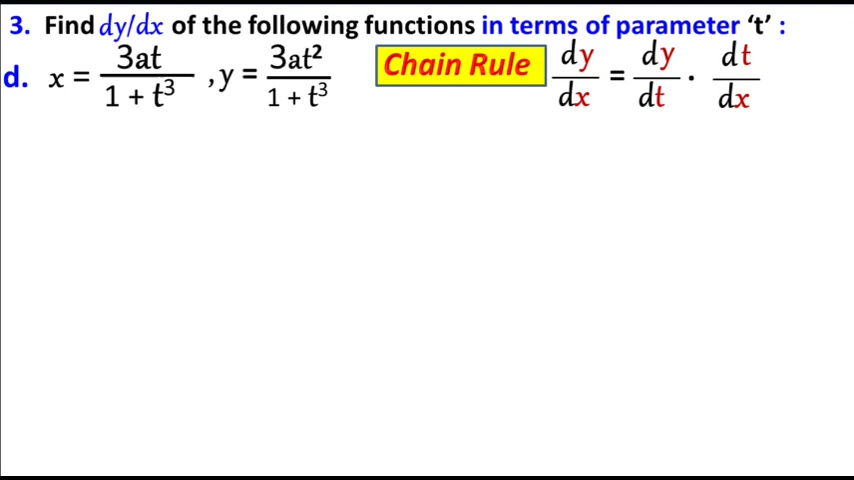 3. Find dy/dx of the following functions in terms of parameter ‘t’ :
d. x = 3at / 1 + t³ , y = 3at² / 1 + t³ Chain Rule dy/dx = dy/dt · dt/dx